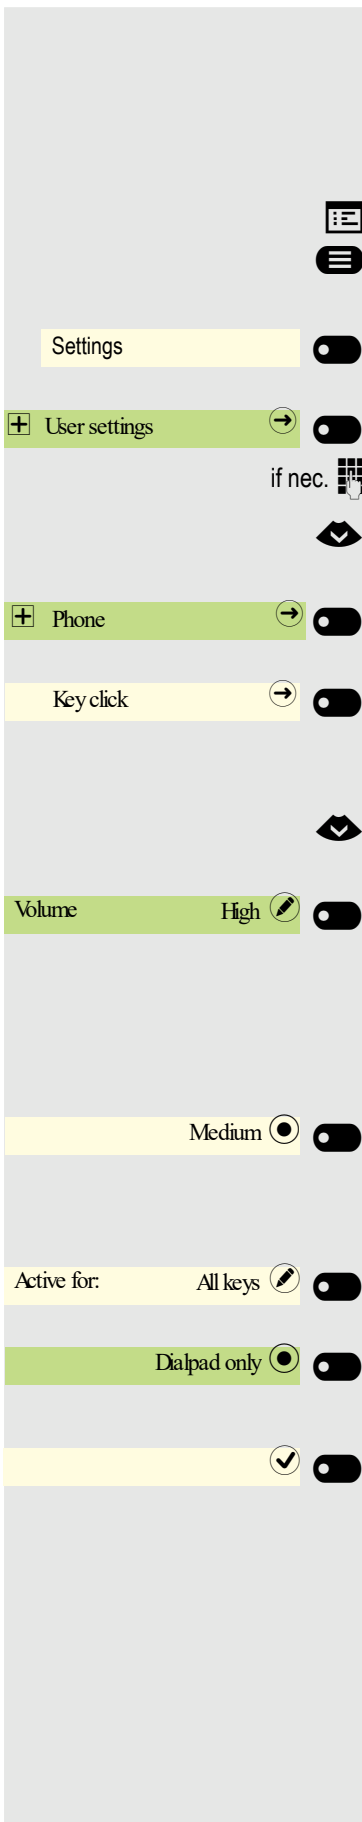 Settings
User settings
if nec.
Phone
Key click
Volume High
Medium
Active for: All keys
Dialpad only